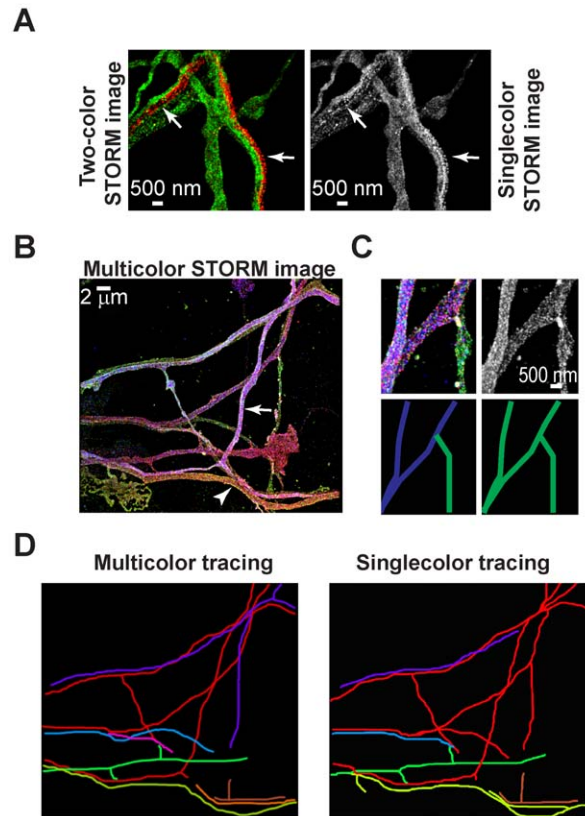 A
Two-color
STORM image
500 nm
500 nm
Singlecolor
STORM image
B
Multicolor STORM image
2 μm
C
500 nm
D
Multicolor tracing
Singlecolor tracing